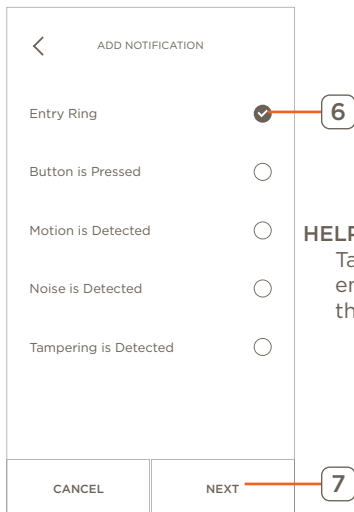 ADD NOTIFICATION
Entry Ring
6
Button is Pressed
Motion is Detected
HELP
Noise is Detected
Tampering is Detected
CANCEL
NEXT
7